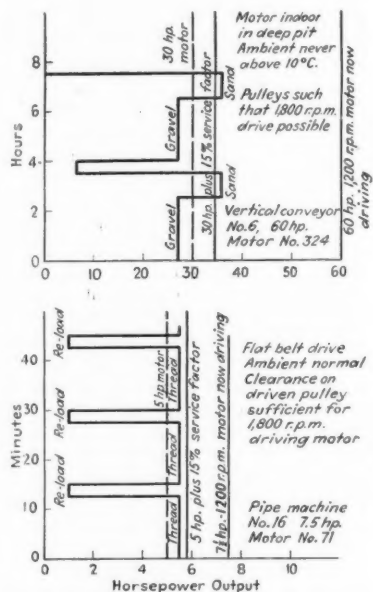 Hours
8
6
4
2
0
Gravel
Sand
Gravel
Sand
30 hp. motor
30 hp. plus 15% service factor
Motor indoor
in deep pit
Ambient never
above 10°C.
Pulleys such
that 1,800 r.p.m.
drive possible
Vertical conveyor
No.6, 60hp.
Motor No.324
60 hp. 1,200 r.p.m. motor now
driving
0 10 20 30 40 50 60
Minutes
40
30
20
10
0
Re-load
Re-load
Re-load
Thread
Thread
Thread
5 hp. motor
5 hp. plus 15% service factor
7½ hp.-1200 r.p.m. motor now driving
Flat belt drive
Ambient normal
Clearance on
driven pulley
sufficient for
1,800 r.p.m.
driving motor
Pipe machine
No.16 7.5 hp.
Motor No. 71
0 2 4 6 8 10
Horsepower Output